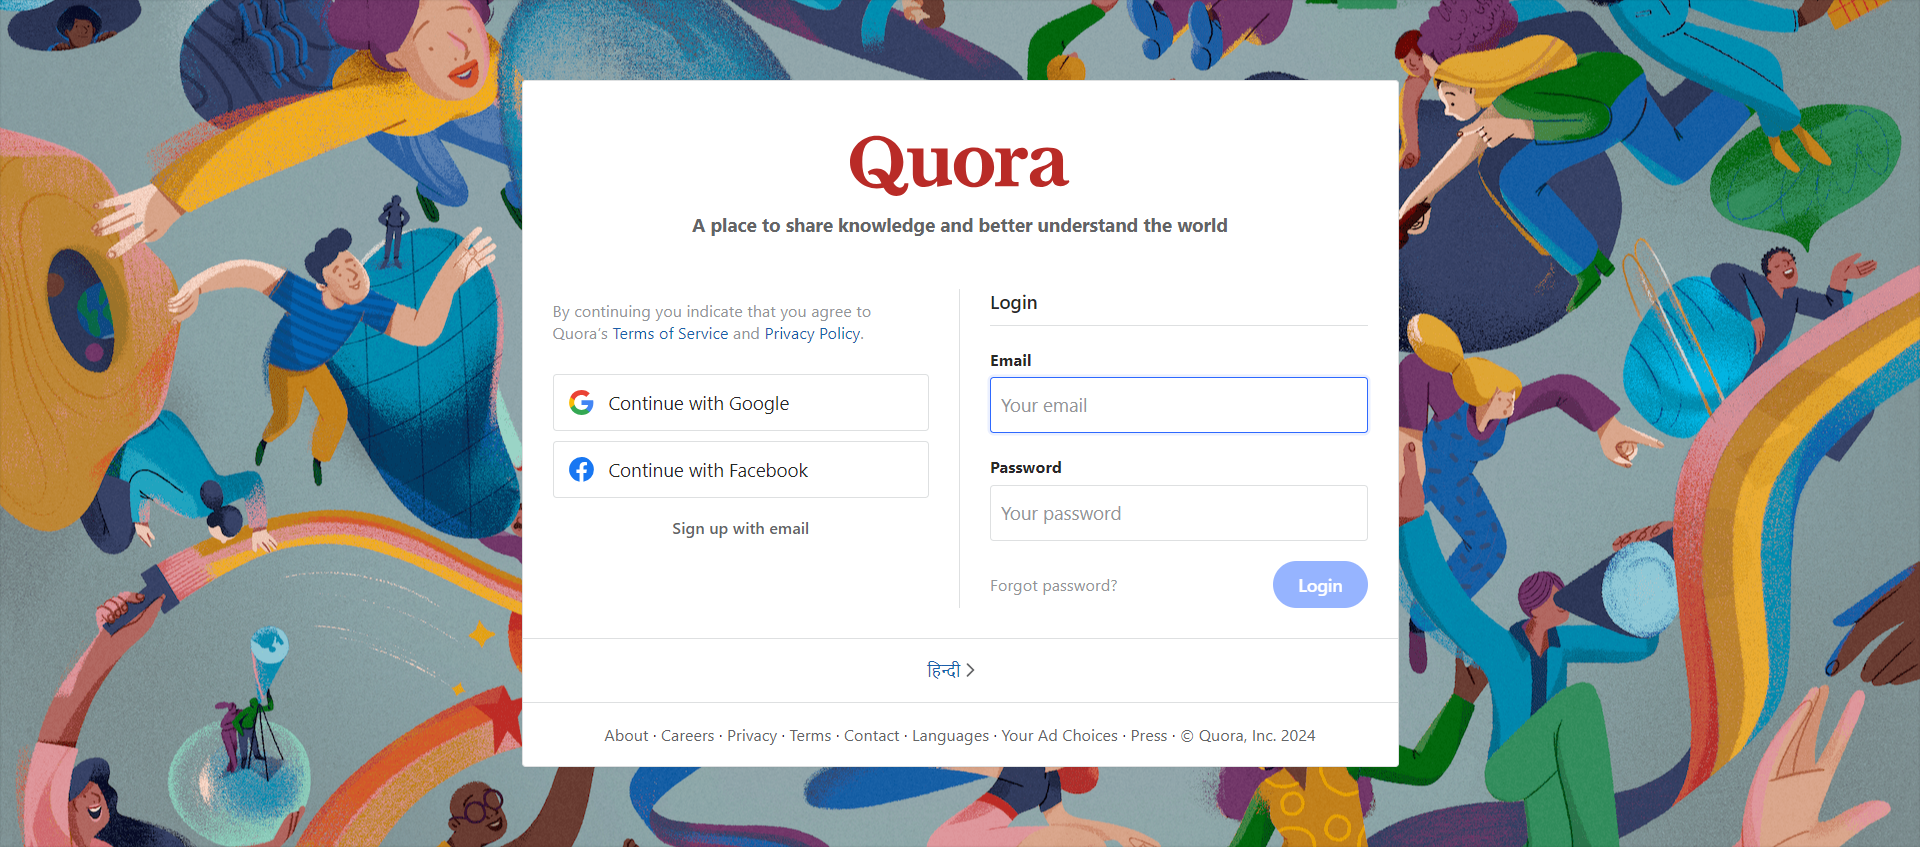 Quora
A place to share knowledge and better understand the world
By continuing you indicate that you agree to
Quora's Terms of Service and Privacy Policy.
Continue with Google
Continue with Facebook
Sign up with email
Login
Email
Your email
Password
Your password
Forgot password?
Login
हिन्दी
About · Careers · Privacy · Terms · Contact · Languages · Your Ad Choices · Press · © Quora, Inc. 2024